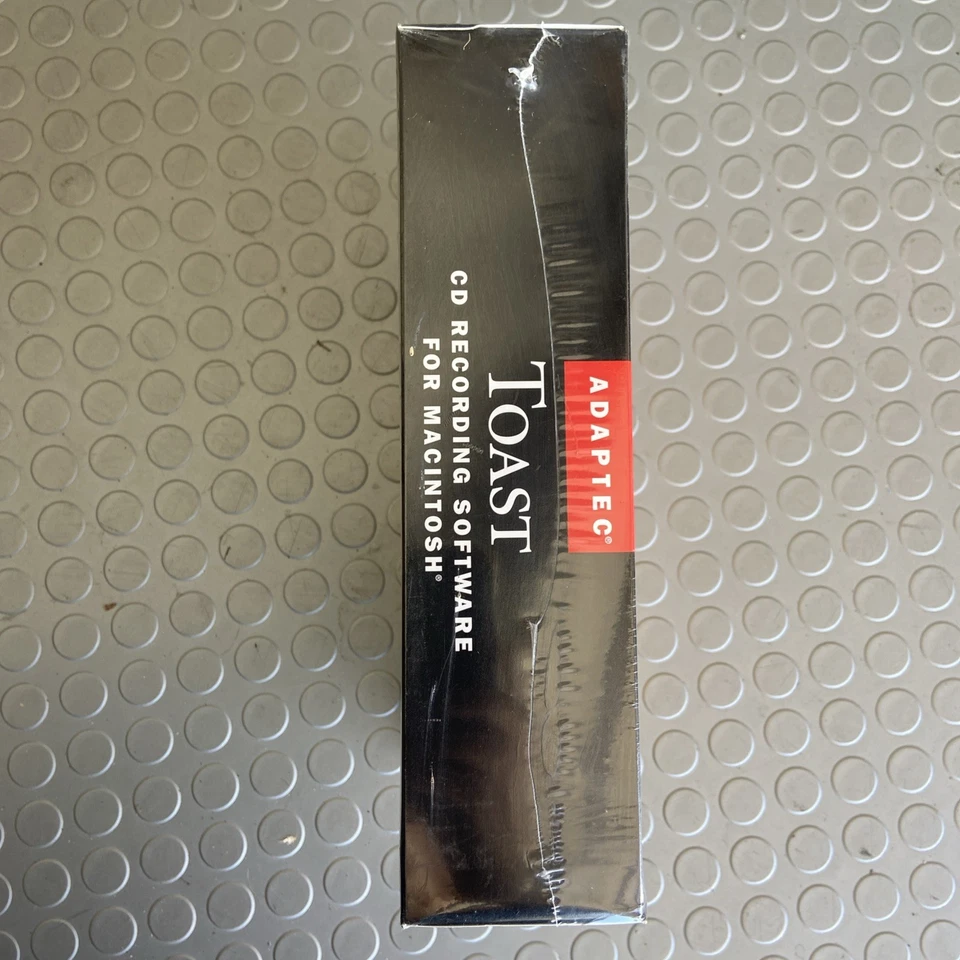 ADAPTEC®
TOAST
CD RECORDING SOFTWARE
FOR MACINTOSH®